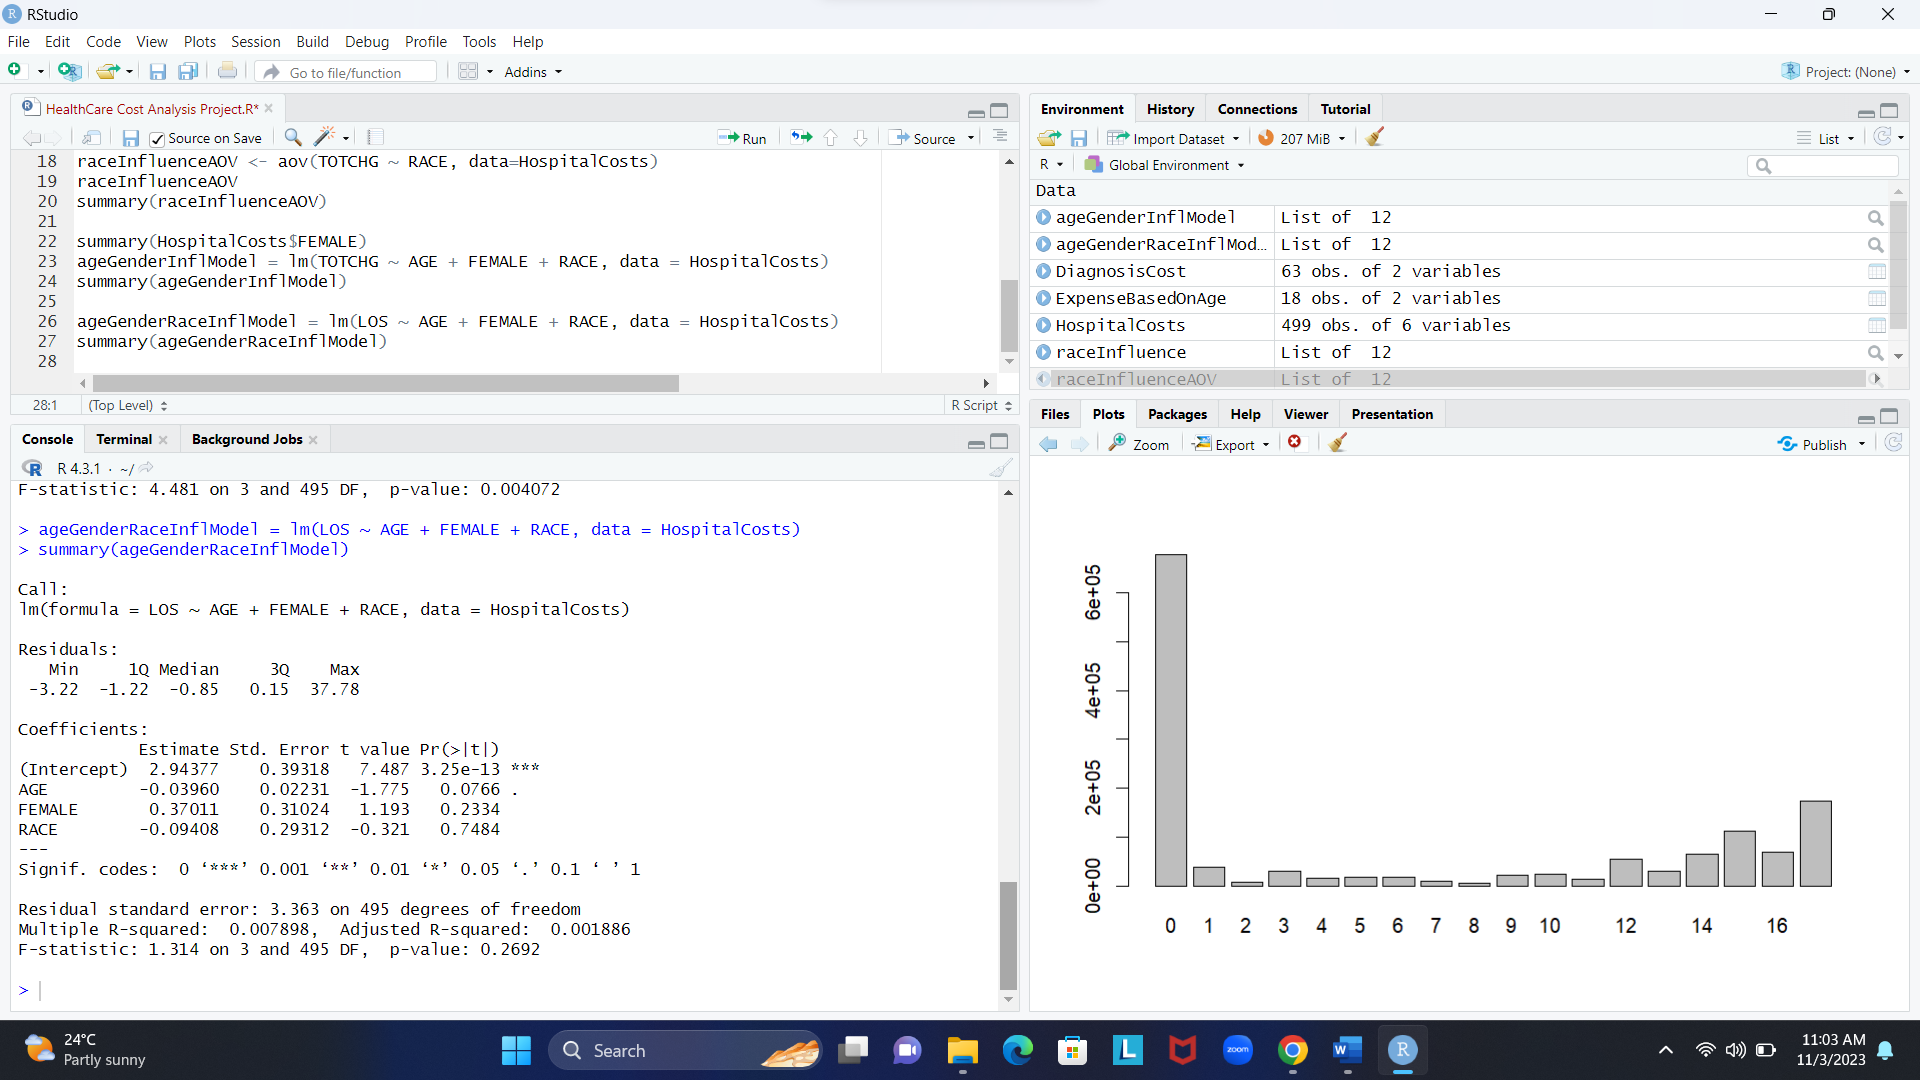 RStudio
File Edit Code View Plots Session Build Debug Profile Tools Help
Go to file/function Addins Project: (None)
HealthCare Cost Analysis Project.R*
Source on Save Run Source
18 raceInfluenceAOV <- aov(TOTCHG ~ RACE, data=HospitalCosts)
19 raceInfluenceAOV
20 summary(raceInfluenceAOV)
21
22 summary(HospitalCosts$FEMALE)
23 ageGenderInflModel = lm(TOTCHG ~ AGE + FEMALE + RACE, data = HospitalCosts)
24 summary(ageGenderInflModel)
25
26 ageGenderRaceInflModel = lm(LOS ~ AGE + FEMALE + RACE, data = HospitalCosts)
27 summary(ageGenderRaceInflModel)
28
28:1 (Top Level) R Script
Console Terminal Background Jobs
R R 4.3.1 · ~/
F-statistic: 4.481 on 3 and 495 DF,  p-value: 0.004072
> ageGenderRaceInflModel = lm(LOS ~ AGE + FEMALE + RACE, data = HospitalCosts)
> summary(ageGenderRaceInflModel)
Call:
lm(formula = LOS ~ AGE + FEMALE + RACE, data = HospitalCosts)
Residuals:
Min 1Q Median 3Q Max
-3.22 -1.22 -0.85 0.15 37.78
Coefficients:
Estimate Std. Error t value Pr(>|t|)
(Intercept) 2.94377 0.39318 7.487 3.25e-13 ***
AGE -0.03960 0.02231 -1.775 0.0766 .
FEMALE 0.37011 0.31024 1.193 0.2334
RACE -0.09408 0.29312 -0.321 0.7484
---
Signif. codes:  0 ‘***’ 0.001 ‘**’ 0.01 ‘*’ 0.05 ‘.’ 0.1 ‘ ’ 1
Residual standard error: 3.363 on 495 degrees of freedom
Multiple R-squared:  0.007898,  Adjusted R-squared:  0.001886
F-statistic: 1.314 on 3 and 495 DF,  p-value: 0.2692
>
Environment History Connections Tutorial
Import Dataset 207 MiB List
R Global Environment
Data
ageGenderInflModel List of 12
ageGenderRaceInflMod… List of 12
DiagnosisCost 63 obs. of 2 variables
ExpenseBasedOnAge 18 obs. of 2 variables
HospitalCosts 499 obs. of 6 variables
raceInfluence List of 12
raceInfluenceAOV List of 12
Files Plots Packages Help Viewer Presentation
Zoom Export Publish
6e+05
4e+05
2e+05
0e+00
0 1 2 3 4 5 6 7 8 9 10 12 14 16
24°C
Partly sunny
Search
L
zoom
W
R
11:03 AM
11/3/2023